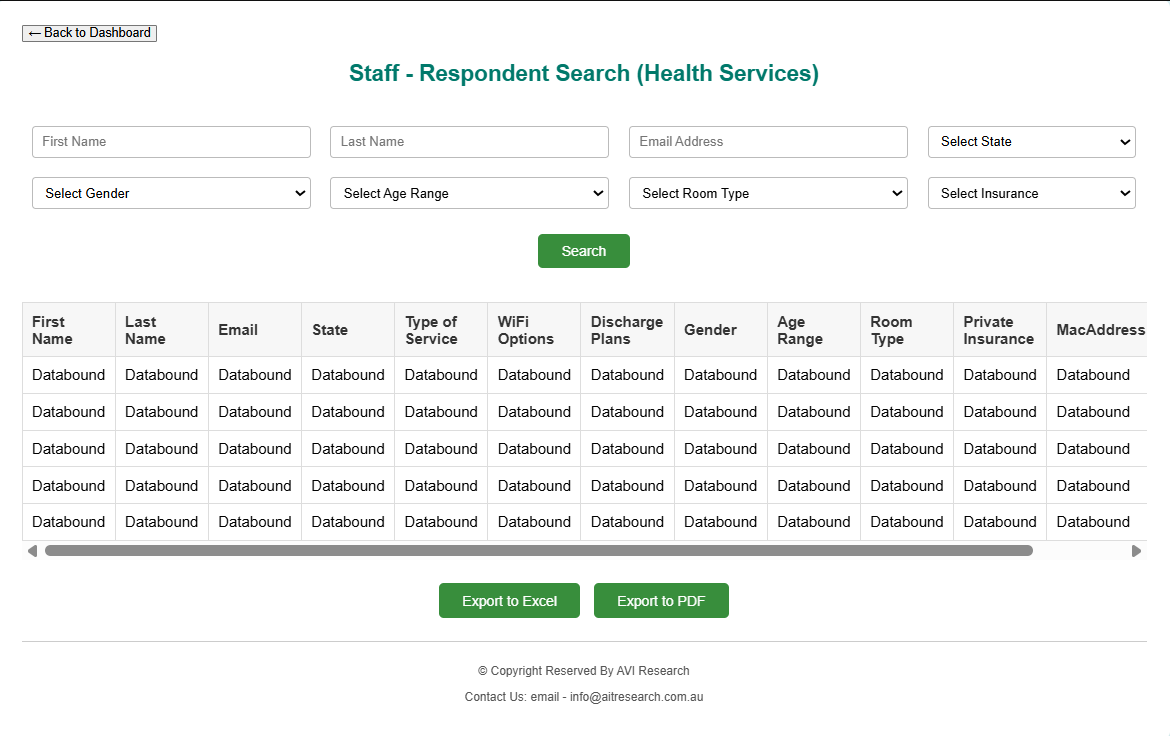 ← Back to Dashboard
Staff - Respondent Search (Health Services)
First Name Last Name Email Address Select State
Select Gender Select Age Range Select Room Type Select Insurance
Search
First Name Last Name Email State Type of Service WiFi Options Discharge Plans Gender Age Range Room Type Private Insurance MacAddress
Databound Databound Databound Databound Databound Databound Databound Databound Databound Databound Databound Databound
Databound Databound Databound Databound Databound Databound Databound Databound Databound Databound Databound Databound
Databound Databound Databound Databound Databound Databound Databound Databound Databound Databound Databound Databound
Databound Databound Databound Databound Databound Databound Databound Databound Databound Databound Databound Databound
Databound Databound Databound Databound Databound Databound Databound Databound Databound Databound Databound Databound
Export to Excel Export to PDF
© Copyright Reserved By AVI Research
Contact Us: email - info@aitresearch.com.au